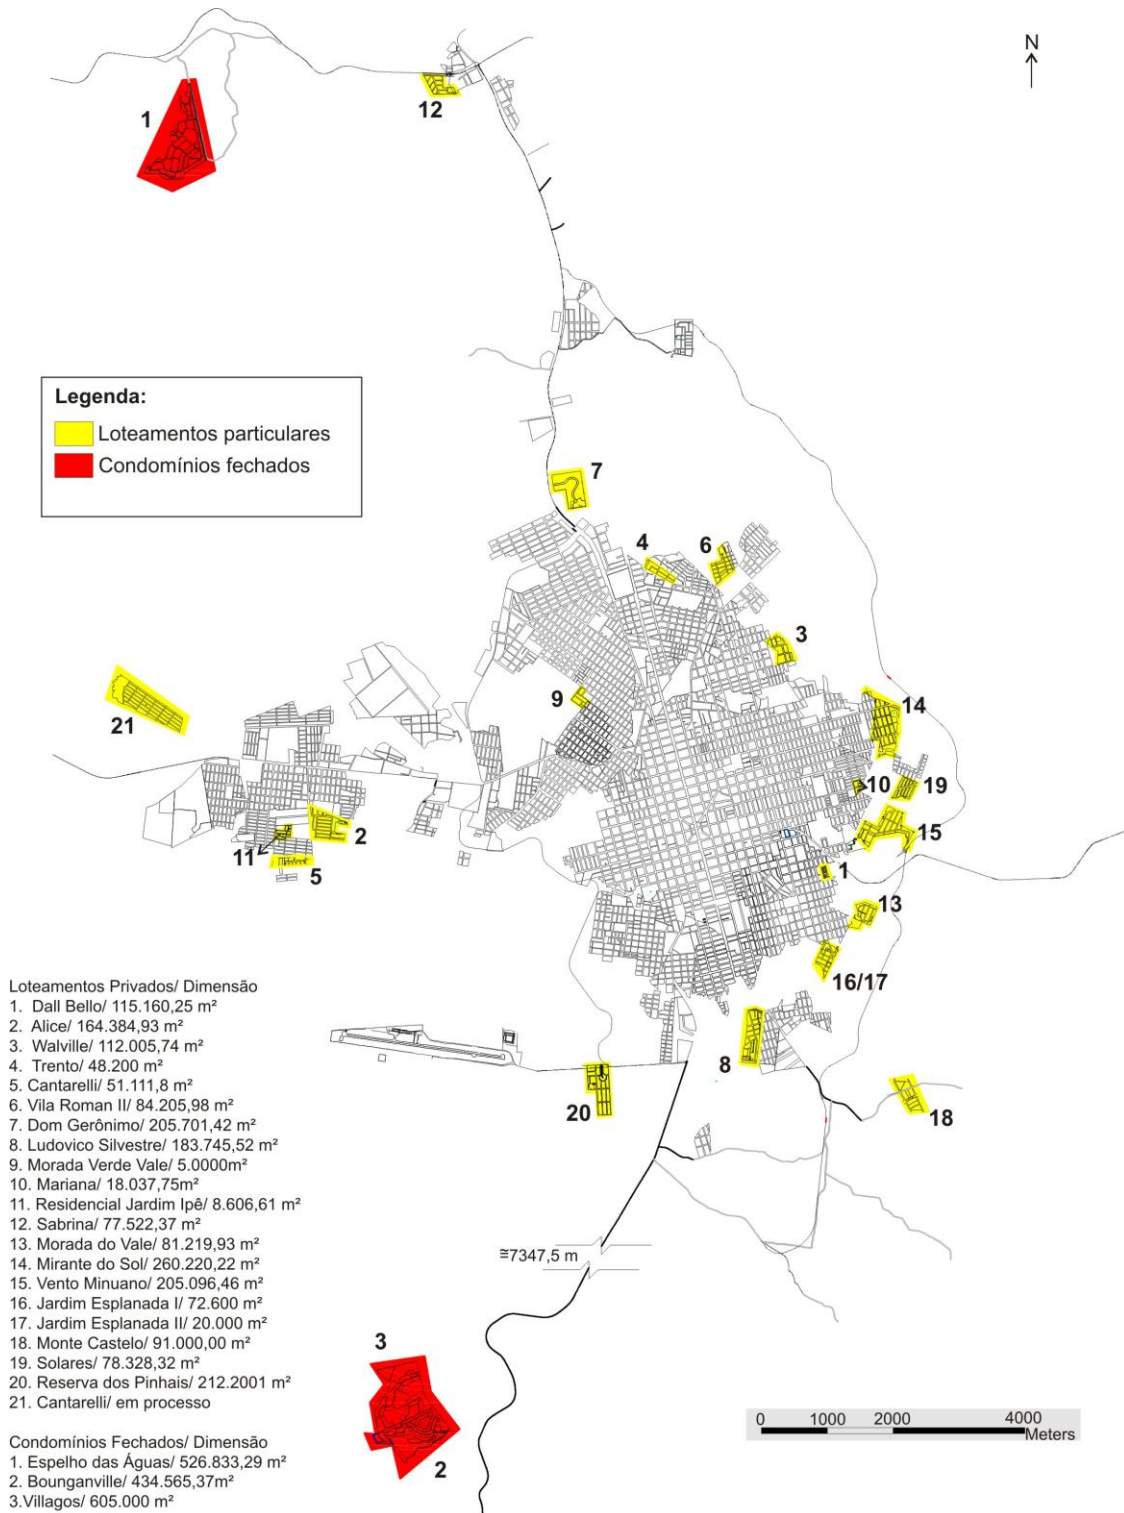 N
1
12
Legenda:
Loteamentos particulares
Condomínios fechados
7
4
6
3
9
14
21
10
19
2
15
11
5
1
13
16/17
8
20
18
≅7347,5 m
3
2
Loteamentos Privados/ Dimensão
1. Dall Bello/ 115.160,25 m²
2. Alice/ 164.384,93 m²
3. Walville/ 112.005,74 m²
4. Trento/ 48.200 m²
5. Cantarelli/ 51.111,8 m²
6. Vila Roman II/ 84.205,98 m²
7. Dom Gerônimo/ 205.701,42 m²
8. Ludovico Silvestre/ 183.745,52 m²
9. Morada Verde Vale/ 5.0000m²
10. Mariana/ 18.037,75m²
11. Residencial Jardim Ipê/ 8.606,61 m²
12. Sabrina/ 77.522,37 m²
13. Morada do Vale/ 81.219,93 m²
14. Mirante do Sol/ 260.220,22 m²
15. Vento Minuano/ 205.096,46 m²
16. Jardim Esplanada I/ 72.600 m²
17. Jardim Esplanada II/ 20.000 m²
18. Monte Castelo/ 91.000,00 m²
19. Solares/ 78.328,32 m²
20. Reserva dos Pinhais/ 212.2001 m²
21. Cantarelli/ em processo
Condomínios Fechados/ Dimensão
1. Espelho das Águas/ 526.833,29 m²
2. Bounganville/ 434.565,37m²
3.Villagos/ 605.000 m²
0 1000 2000 4000
Meters